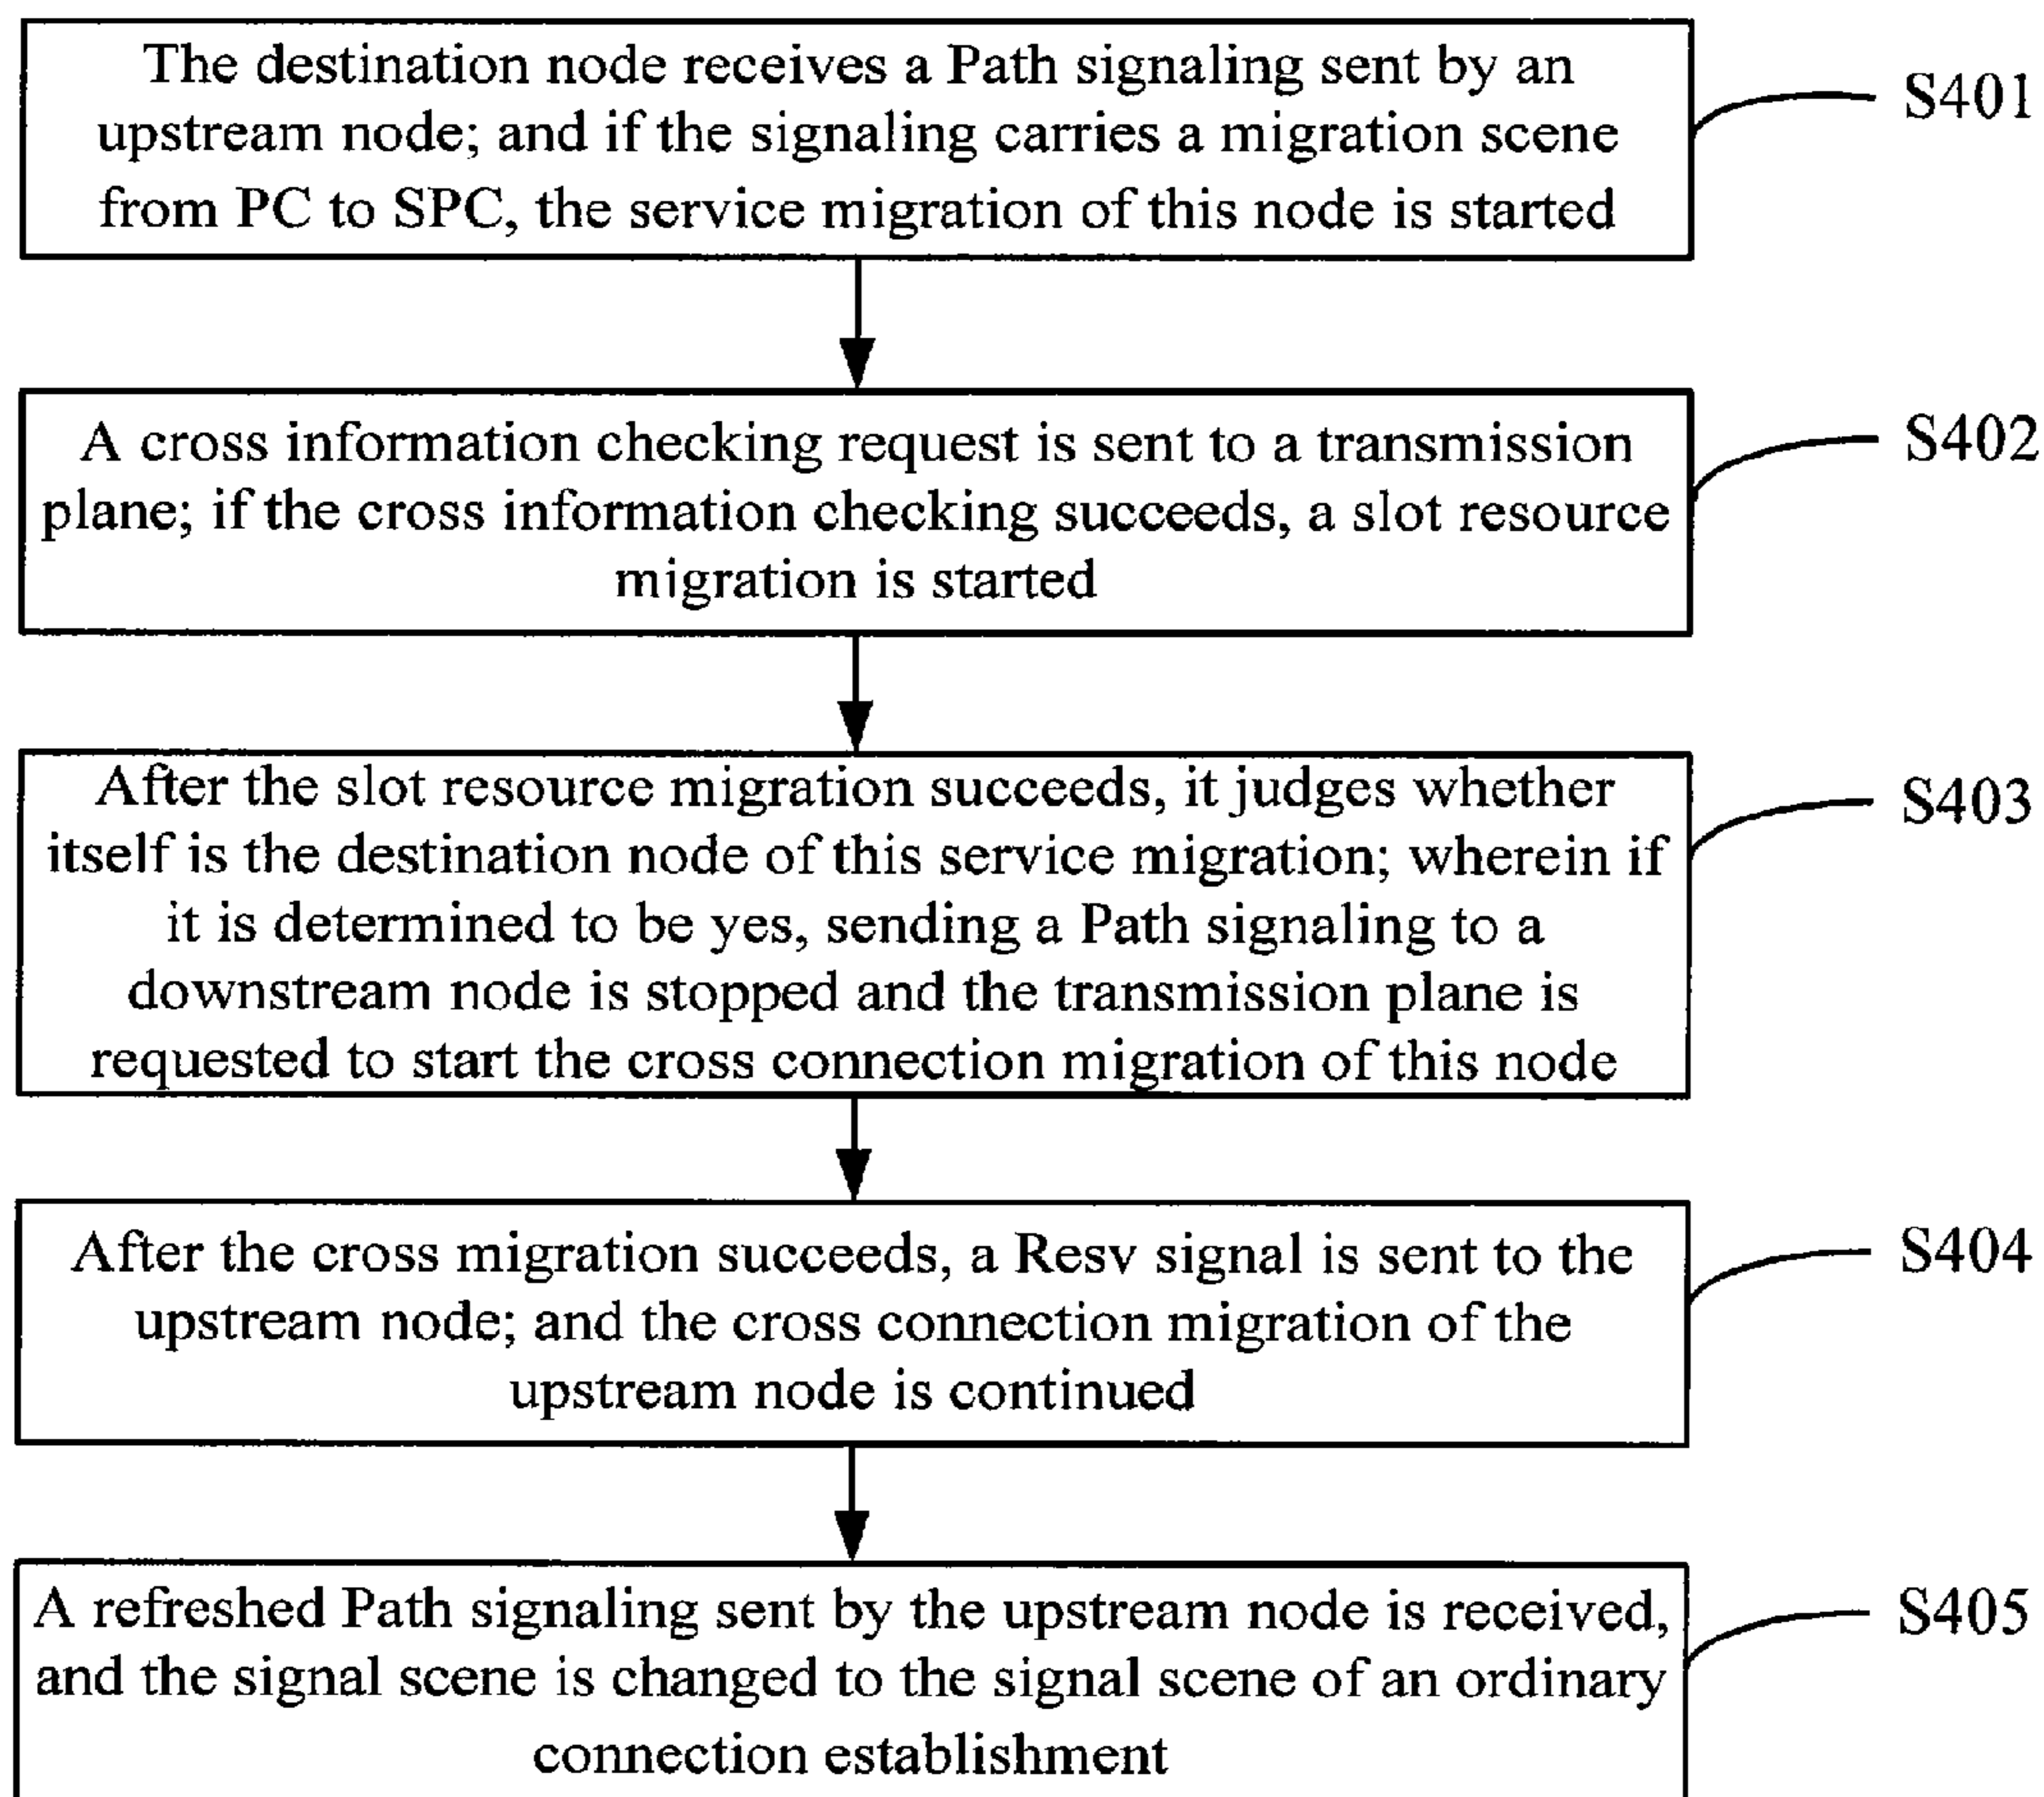 The destination node receives a Path signaling sent by an
upstream node; and if the signaling carries a migration scene
from PC to SPC, the service migration of this node is started
S401
A cross information checking request is sent to a transmission
plane; if the cross information checking succeeds, a slot resource
migration is started
S402
After the slot resource migration succeeds, it judges whether
itself is the destination node of this service migration; wherein if
it is determined to be yes, sending a Path signaling to a
downstream node is stopped and the transmission plane is
requested to start the cross connection migration of this node
S403
After the cross migration succeeds, a Resv signal is sent to the
upstream node; and the cross connection migration of the
upstream node is continued
S404
A refreshed Path signaling sent by the upstream node is received,
and the signal scene is changed to the signal scene of an ordinary
connection establishment
S405